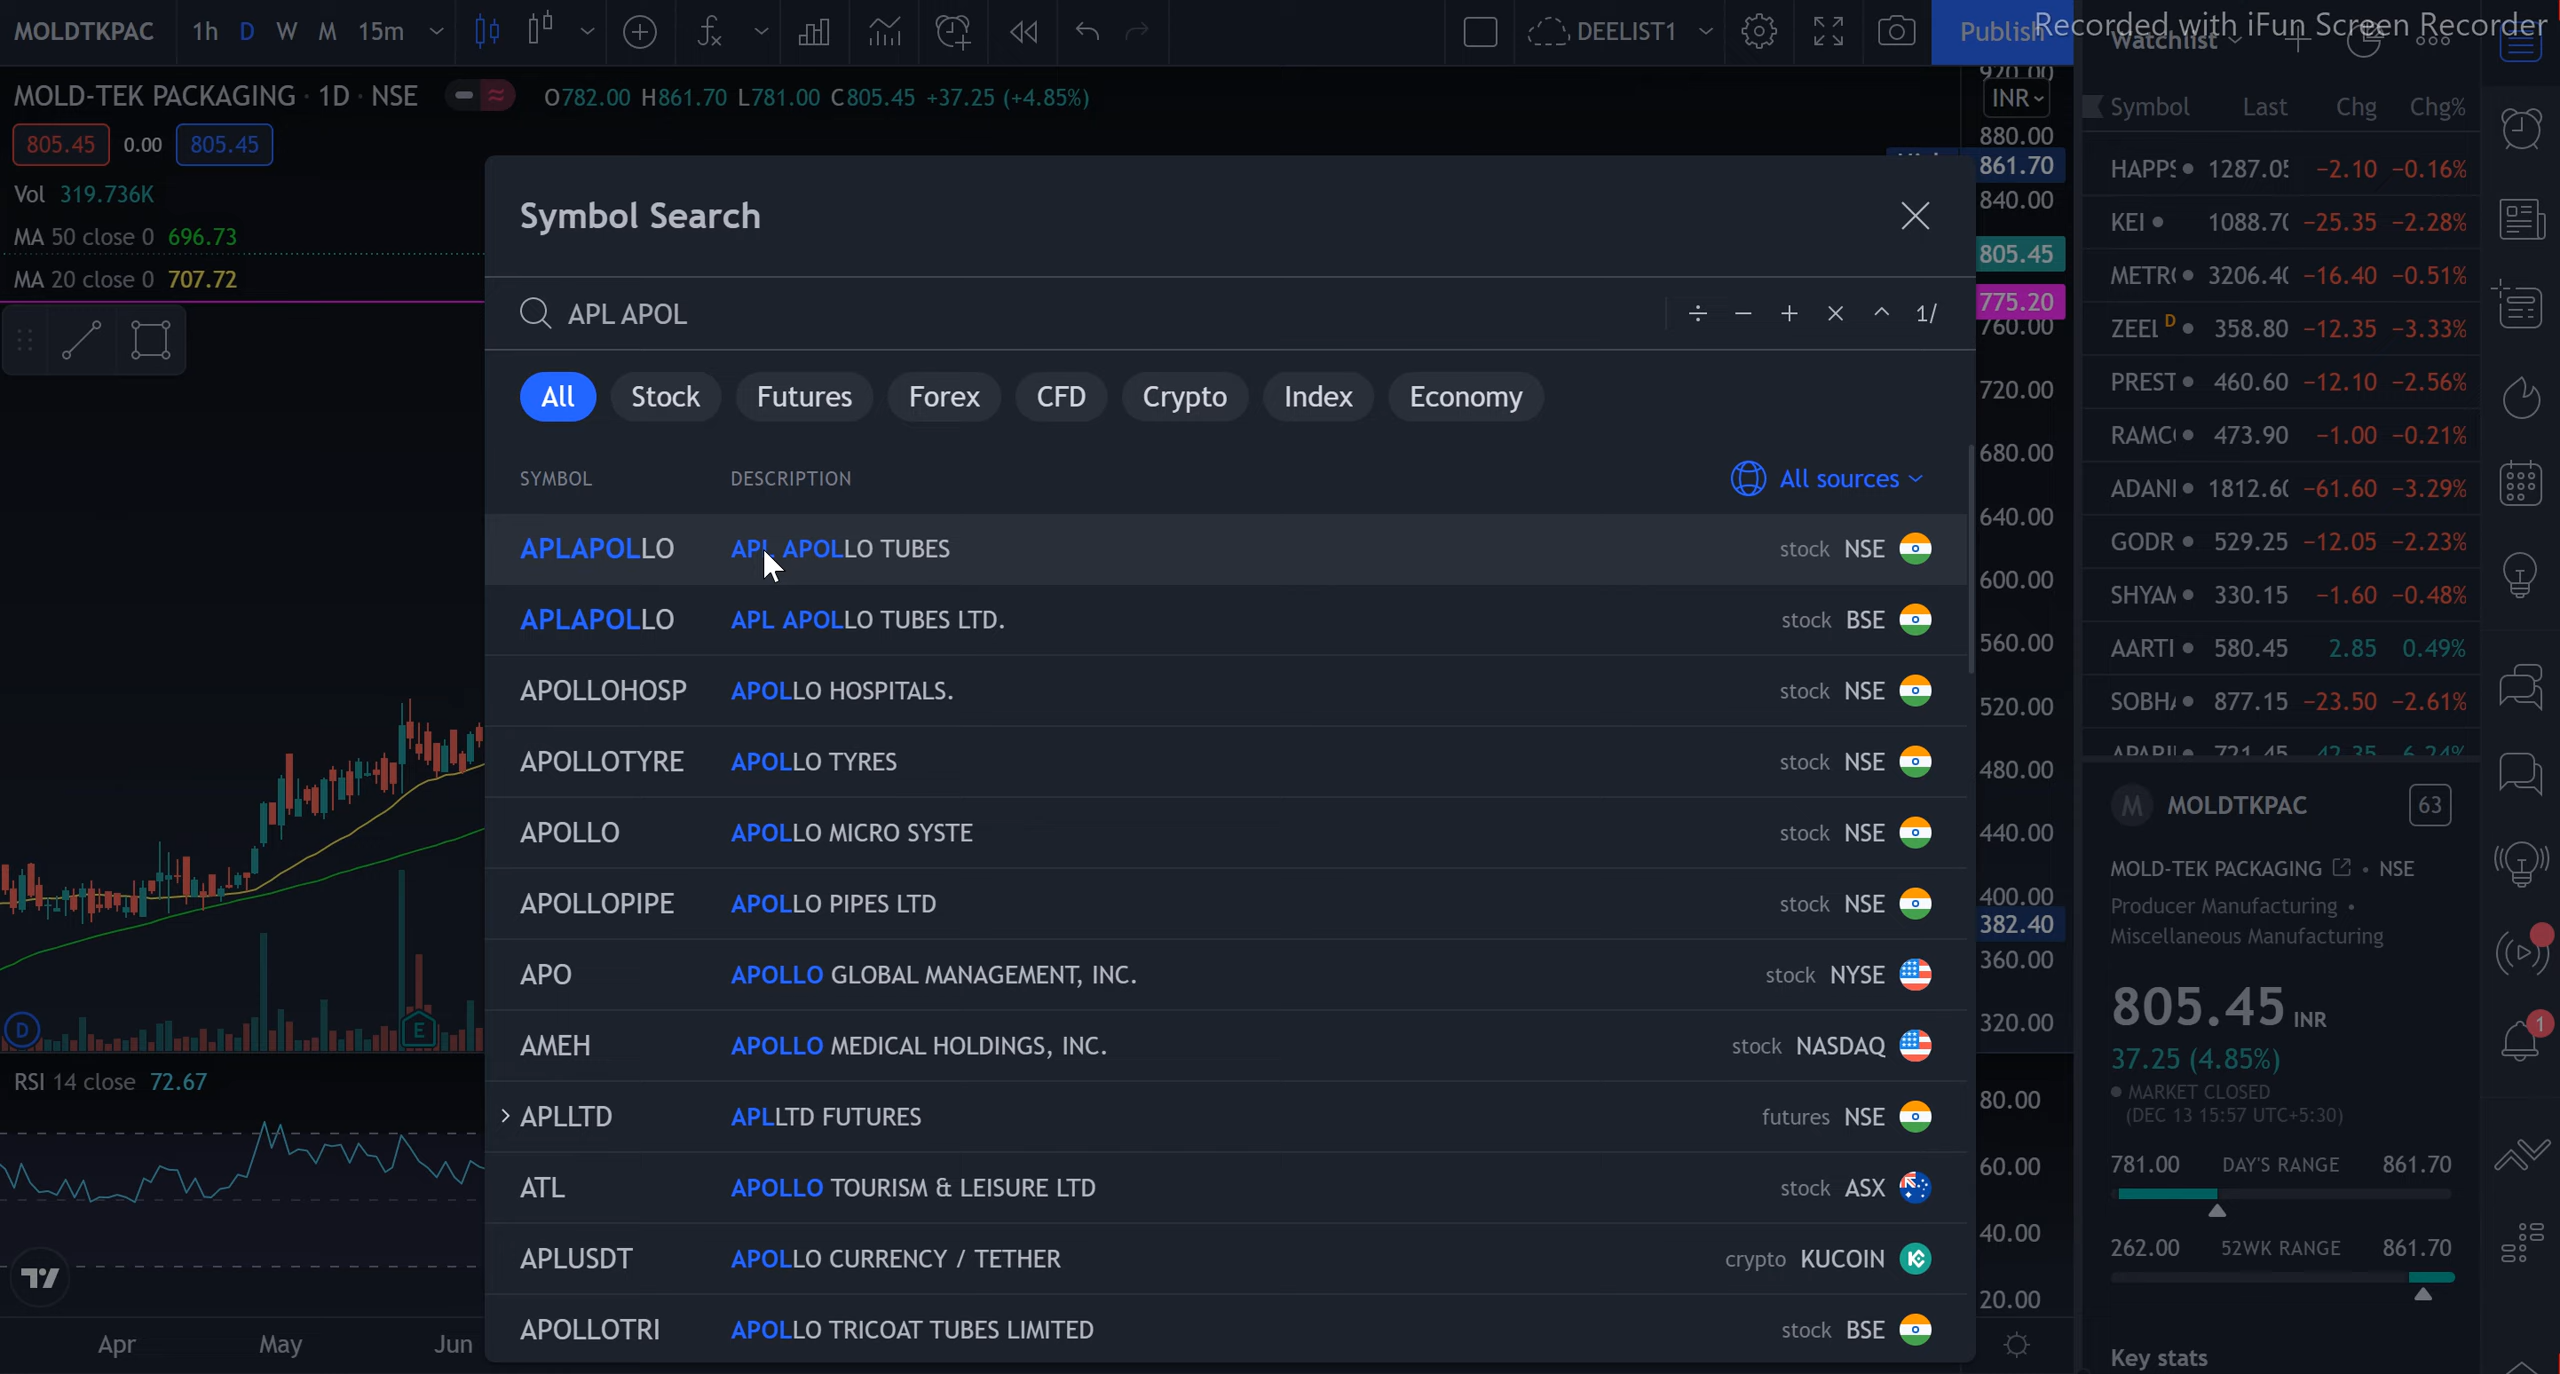 MOLDTKPAC 1h D W M 15m DEELIST1 Publish
Recorded with iFun Screen Recorder
Watchlist
MOLD-TEK PACKAGING · 1D · NSE O782.00 H861.70 L781.00 C805.45 +37.25 (+4.85%)
805.45 0.00 805.45
Vol 319.736K
MA 50 close 0 696.73
MA 20 close 0 707.72
Symbol Search
APL APOL ÷ − + × ^ 1/
All Stock Futures Forex CFD Crypto Index Economy
SYMBOL DESCRIPTION All sources
APLAPOLLO APL APOLLO TUBES stock NSE
APLAPOLLO APL APOLLO TUBES LTD. stock BSE
APOLLOHOSP APOLLO HOSPITALS. stock NSE
APOLLOTYRE APOLLO TYRES stock NSE
APOLLO APOLLO MICRO SYSTE stock NSE
APOLLOPIPE APOLLO PIPES LTD stock NSE
APO APOLLO GLOBAL MANAGEMENT, INC. stock NYSE
AMEH APOLLO MEDICAL HOLDINGS, INC. stock NASDAQ
APLLTD APLLTD FUTURES futures NSE
ATL APOLLO TOURISM & LEISURE LTD stock ASX
APLUSDT APOLLO CURRENCY / TETHER crypto KUCOIN
APOLLOTRI APOLLO TRICOAT TUBES LIMITED stock BSE
D
E
RSI 14 close 72.67
Apr May Jun
920.00
INR
880.00
861.70
840.00
805.45
775.20
760.00
720.00
680.00
640.00
600.00
560.00
520.00
480.00
440.00
400.00
382.40
360.00
320.00
80.00
60.00
40.00
20.00
Symbol Last Chg Chg%
HAPPS 1287.05 −2.10 −0.16%
KEI 1088.70 −25.35 −2.28%
METR 3206.40 −16.40 −0.51%
ZEEL D 358.80 −12.35 −3.33%
PREST 460.60 −12.10 −2.56%
RAMC 473.90 −1.00 −0.21%
ADANI 1812.60 −61.60 −3.29%
GODR 529.25 −12.05 −2.23%
SHYAM 330.15 −1.60 −0.48%
AARTI 580.45 2.85 0.49%
SOBHA 877.15 −23.50 −2.61%
721.45 42.35 6.24%
M MOLDTKPAC 63
MOLD-TEK PACKAGING • NSE
Producer Manufacturing •
Miscellaneous Manufacturing
805.45 INR
37.25 (4.85%)
MARKET CLOSED
(DEC 13 15:57 UTC+5:30)
781.00 DAY'S RANGE 861.70
262.00 52WK RANGE 861.70
Key stats
1